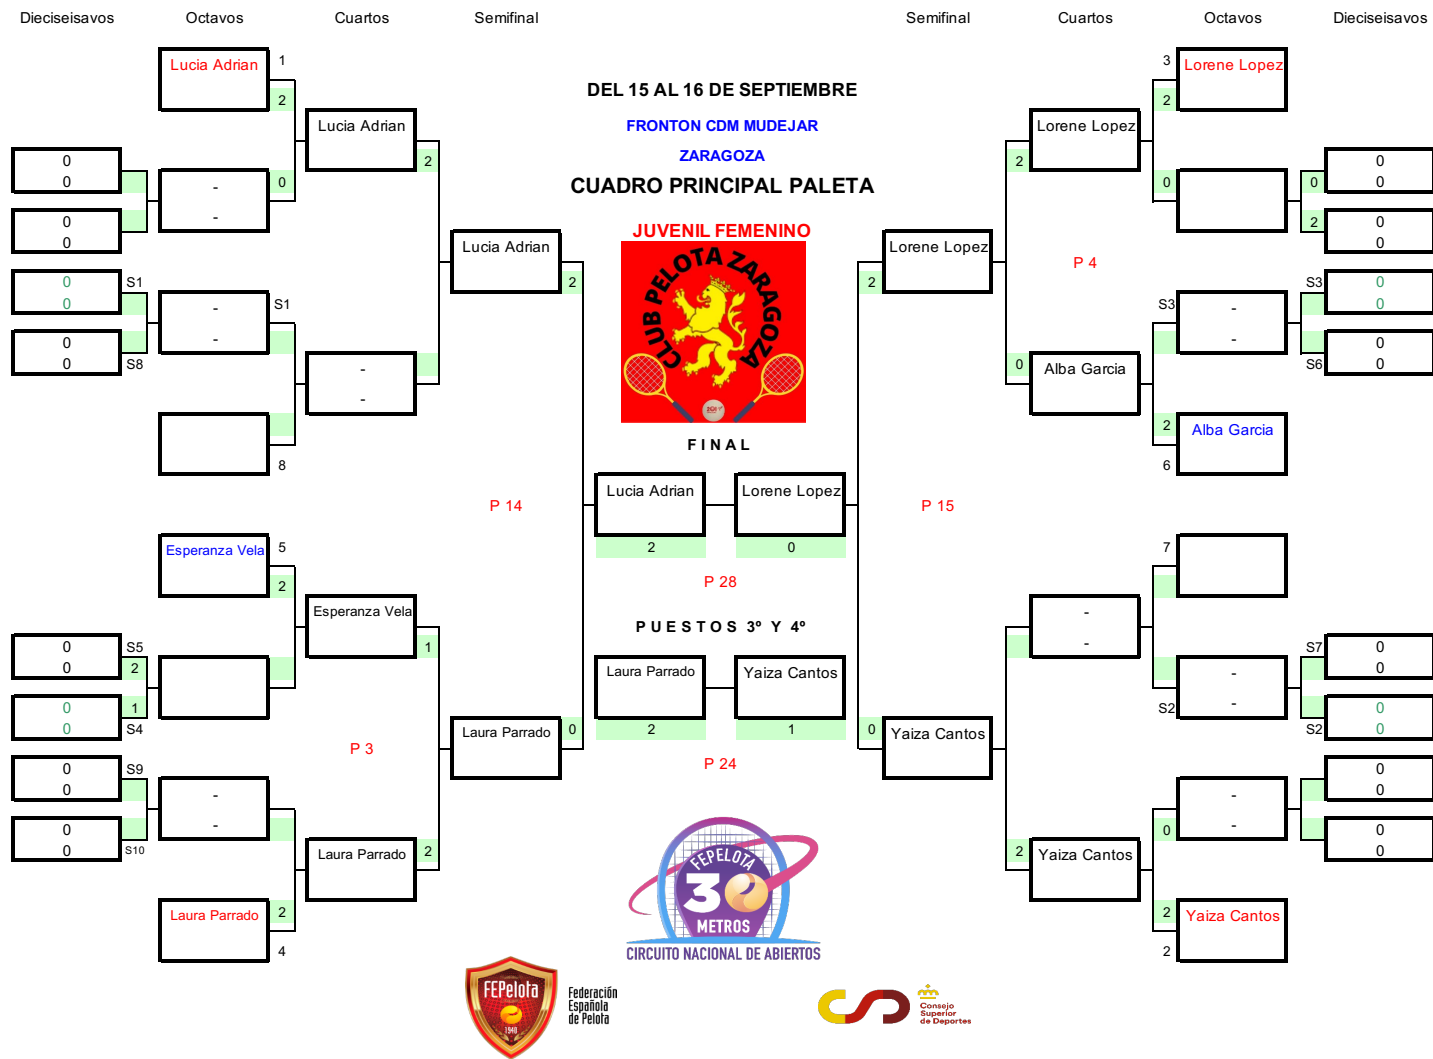 Dieciseisavos Octavos Cuartos Semifinal Semifinal Cuartos Octavos Dieciseisavos
DEL 15 AL 16 DE SEPTIEMBRE
FRONTON CDM MUDEJAR
ZARAGOZA
CUADRO PRINCIPAL PALETA
JUVENIL FEMENINO
CLUB PELOTA ZARAGOZA
Lucia Adrian 1
2
Lucia Adrian
2
0
0
- 0
-
0
0
Lucia Adrian
2
0 S1
0
- S1
-
0
0 S8
-
-
8
P 14
Esperanza Vela 5
2
Esperanza Vela
1
0 S5
0 2
0 1
0 S4
Laura Parrado 0
P 3
0 S9
0
-
-
0
0 S10
Laura Parrado 2
Laura Parrado 2
4
FINAL
Lucia Adrian Lorene Lopez
2 0
P 28
PUESTOS 3º Y 4º
Laura Parrado Yaiza Cantos
2 1
P 24
3 Lorene Lopez
2
Lorene Lopez
2
0
0 0
0
2 0
0
Lorene Lopez
2
P 4
S3 0
0
S3 -
-
0
S6 0
0 Alba Garcia
2 Alba Garcia
6
P 15
7
-
-
S7 0
0
-
-
S2
0
S2 0
0 Yaiza Cantos
0
0
-
0 -
0
0
2 Yaiza Cantos
2 Yaiza Cantos
2
FEPELOTA
30
METROS
CIRCUITO NACIONAL DE ABIERTOS
FEPelota
1940
Federación
Española
de Pelota
CSD
Consejo
Superior
de Deportes